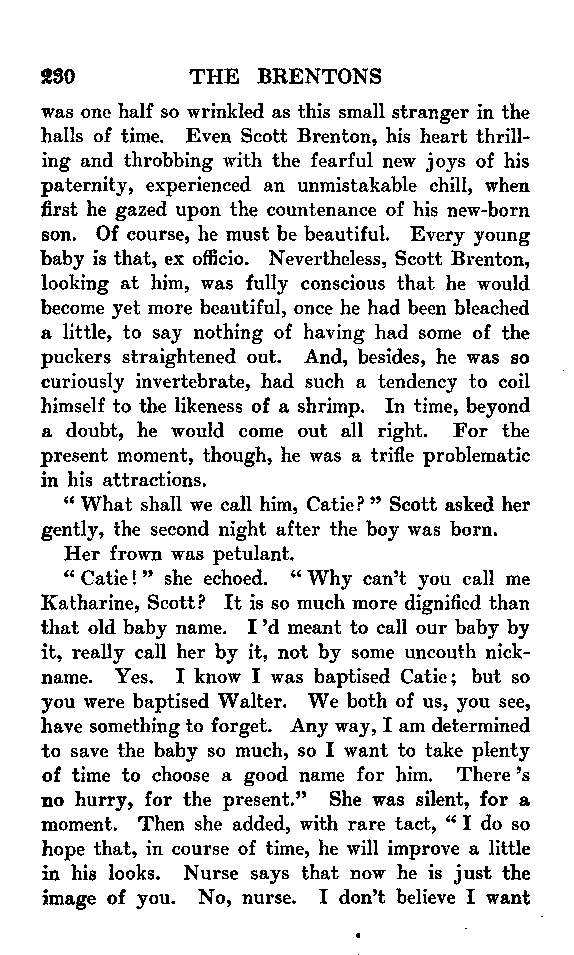 230 THE BRENTONS
was one half so wrinkled as this small stranger in the
halls of time. Even Scott Brenton, his heart thrill-
ing and throbbing with the fearful new joys of his
paternity, experienced an unmistakable chill, when
first he gazed upon the countenance of his new-born
son. Of course, he must be beautiful. Every young
baby is that, ex officio. Nevertheless, Scott Brenton,
looking at him, was fully conscious that he would
become yet more beautiful, once he had been bleached
a little, to say nothing of having had some of the
puckers straightened out. And, besides, he was so
curiously invertebrate, had such a tendency to coil
himself to the likeness of a shrimp. In time, beyond
a doubt, he would come out all right. For the
present moment, though, he was a trifle problematic
in his attractions.
“ What shall we call him, Catie? ” Scott asked her
gently, the second night after the boy was born.
Her frown was petulant.
“ Catie! ” she echoed. “ Why can't you call me
Katharine, Scott? It is so much more dignified than
that old baby name. I 'd meant to call our baby by
it, really call her by it, not by some uncouth nick-
name. Yes. I know I was baptised Catie; but so
you were baptised Walter. We both of us, you see,
have something to forget. Any way, I am determined
to save the baby so much, so I want to take plenty
of time to choose a good name for him. There 's
no hurry, for the present.” She was silent, for a
moment. Then she added, with rare tact, “ I do so
hope that, in course of time, he will improve a little
in his looks. Nurse says that now he is just the
image of you. No, nurse. I don't believe I want